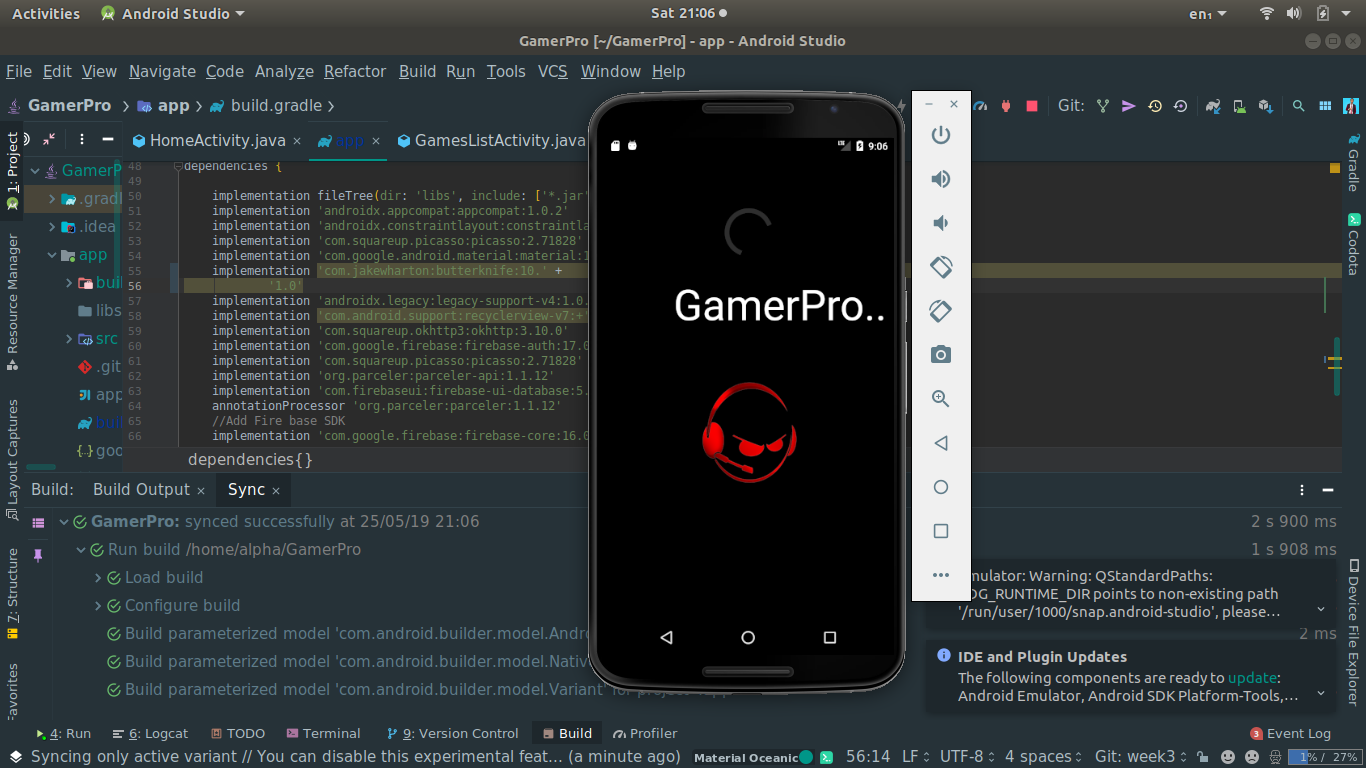 Activities Android Studio Sat 21:06 en₁
GamerPro [~/GamerPro] - app - Android Studio
File Edit View Navigate Code Analyze Refactor Build Run Tools VCS Window Help
GamerPro app build.gradle Git:
HomeActivity.java app GamesListActivity.java
1: Project
Resource Manager
Layout Captures
7: Structure
Favorites
GamerP
.gradl
.idea
app
bui
libs
src
.git
app
bui
goo
48 dependencies {
49
50 implementation fileTree(dir: 'libs', include: ['*.jar'
51 implementation 'androidx.appcompat:appcompat:1.0.2'
52 implementation 'androidx.constraintlayout:constraintla
53 implementation 'com.squareup.picasso:picasso:2.71828'
54 implementation 'com.google.android.material:material:1
55 implementation 'com.jakewharton:butterknife:10.' +
56 '1.0'
57 implementation 'androidx.legacy:legacy-support-v4:1.0.
58 implementation 'com.android.support:recyclerview-v7:+'
59 implementation 'com.squareup.okhttp3:okhttp:3.10.0'
60 implementation 'com.google.firebase:firebase-auth:17.0
61 implementation 'com.squareup.picasso:picasso:2.71828'
62 implementation 'org.parceler:parceler-api:1.1.12'
63 implementation 'com.firebaseui:firebase-ui-database:5.
64 annotationProcessor 'org.parceler:parceler:1.1.12'
65 //Add Fire base SDK
66 implementation 'com.google.firebase:firebase-core:16.0
dependencies{}
9:06
GamerPro..
Gradle
Codota
Device File Explorer
Build: Build Output Sync
GamerPro: synced successfully at 25/05/19 21:06 2 s 900 ms
Run build /home/alpha/GamerPro 1 s 908 ms
Load build
Configure build
Build parameterized model 'com.android.builder.model.Andro 2 ms
Build parameterized model 'com.android.builder.model.Nativ
Build parameterized model 'com.android.builder.model.Variant' for project
mulator: Warning: QStandardPaths:
DG_RUNTIME_DIR points to non-existing path
'/run/user/1000/snap.android-studio', please…
IDE and Plugin Updates
The following components are ready to update:
Android Emulator, Android SDK Platform-Tools,…
4: Run 6: Logcat TODO Terminal 9: Version Control Build Profiler 3 Event Log
Syncing only active variant // You can disable this experimental feat… (a minute ago) Material Oceanic 56:14 LF UTF-8 4 spaces Git: week3 1% / 27%